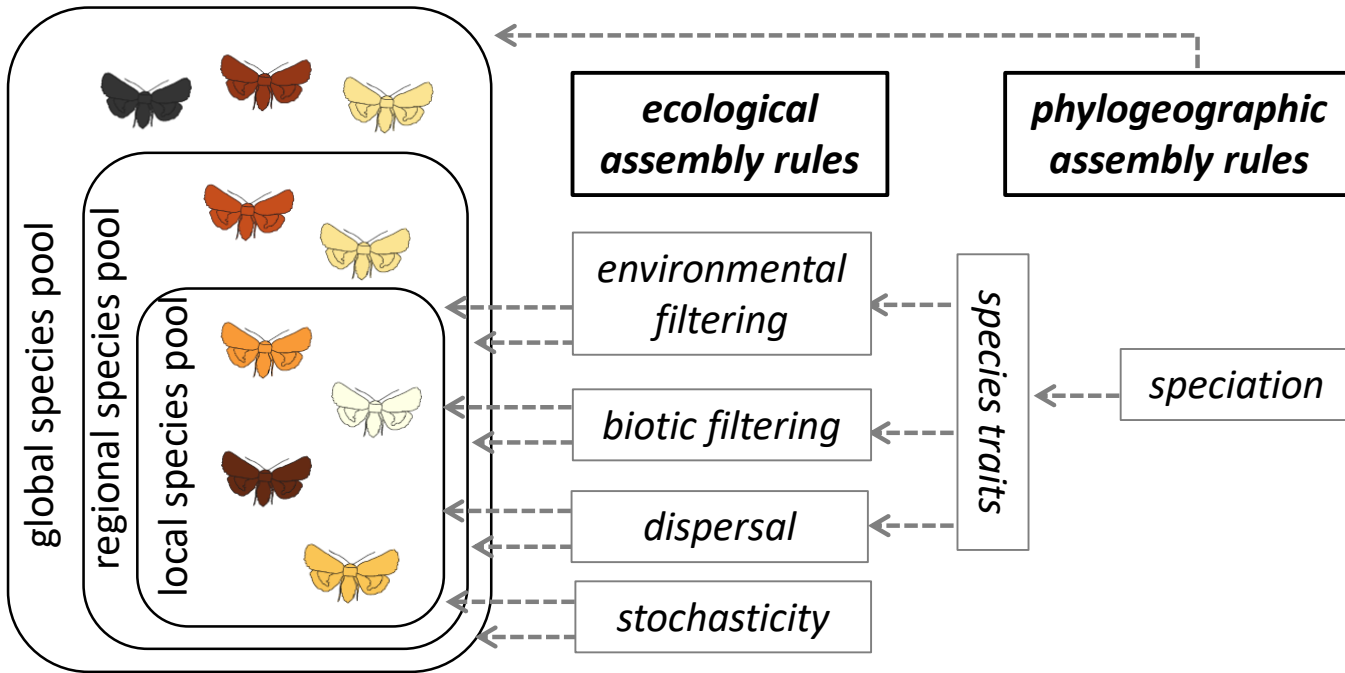 global species pool
regional species pool
local species pool
ecological
assembly rules
phylogeographic
assembly rules
environmental
filtering
biotic filtering
dispersal
stochasticity
species traits
speciation